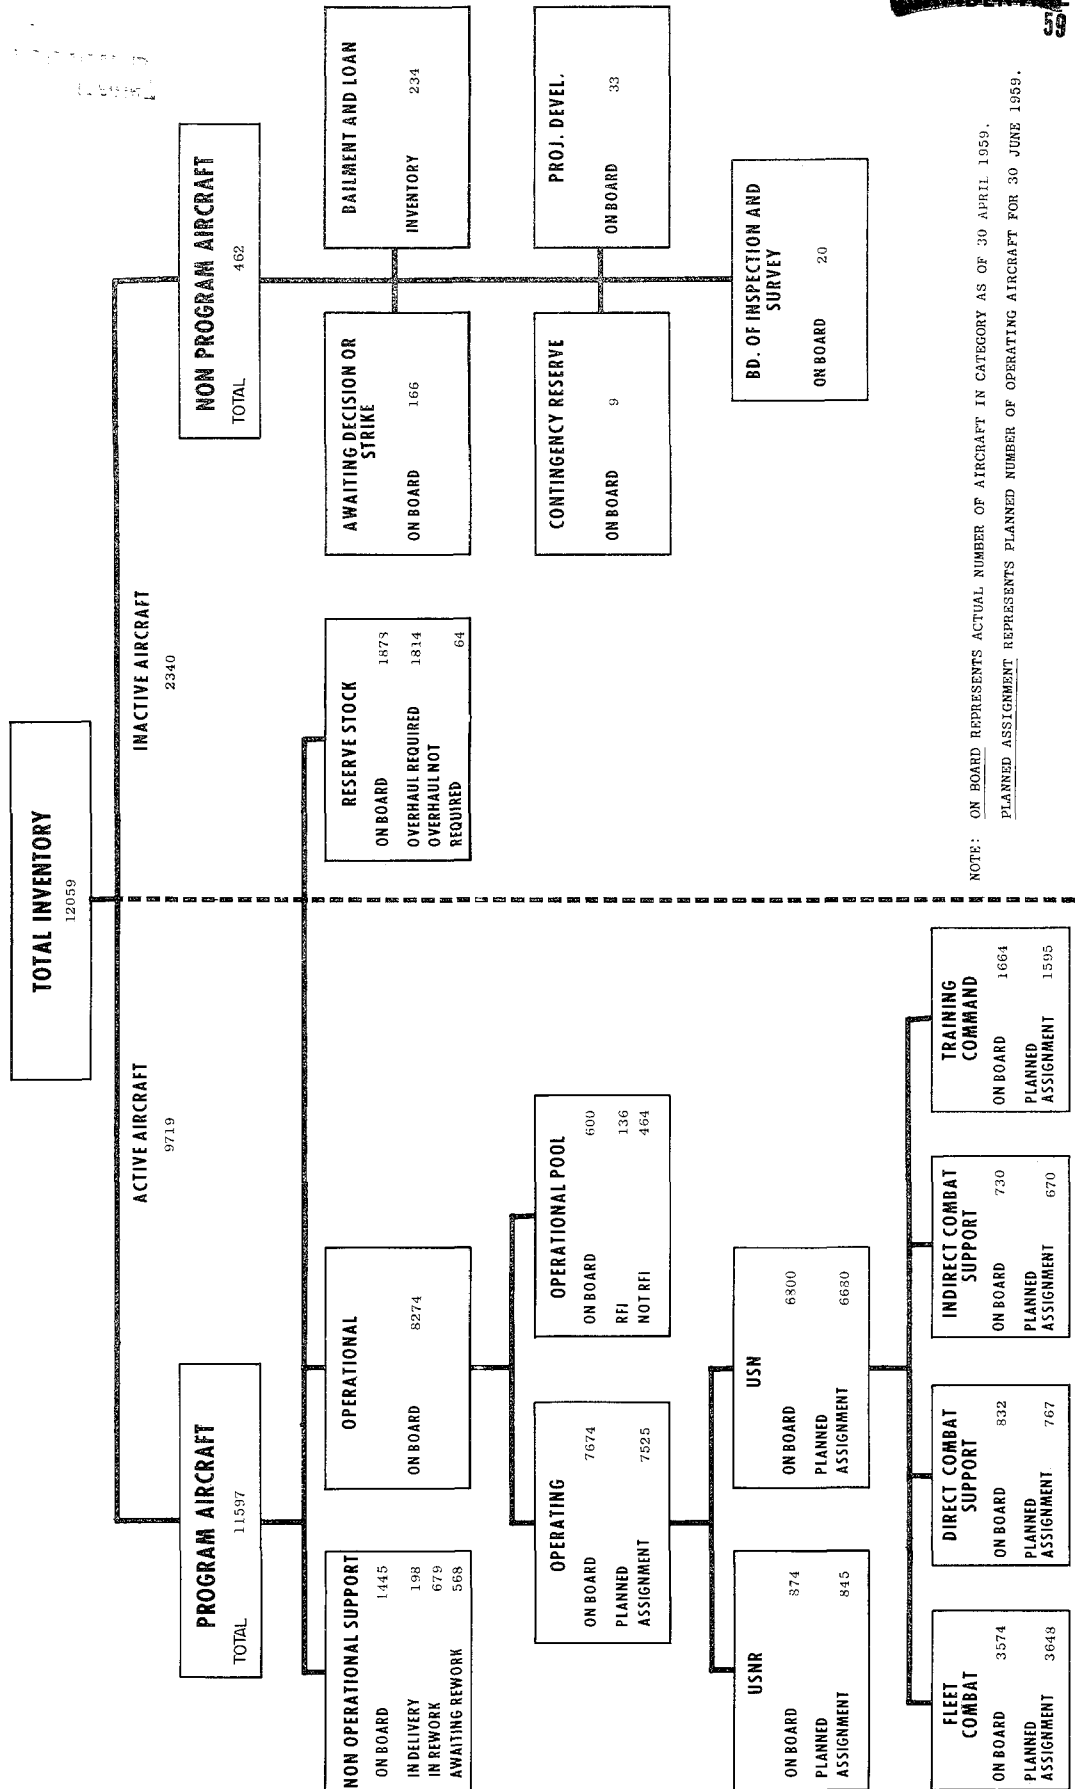 59
TOTAL INVENTORY
12059
ACTIVE AIRCRAFT
9719
INACTIVE AIRCRAFT
2340
PROGRAM AIRCRAFT
TOTAL 11597
NON PROGRAM AIRCRAFT
TOTAL 462
NON OPERATIONAL SUPPORT
ON BOARD 1445
IN DELIVERY 198
IN REWORK 679
AWAITING REWORK 568
OPERATIONAL
ON BOARD 8274
RESERVE STOCK
ON BOARD 1878
OVERHAUL REQUIRED 1814
OVERHAUL NOT
REQUIRED 64
AWAITING DECISION OR
STRIKE
ON BOARD 166
BAILMENT AND LOAN
INVENTORY 234
OPERATING
ON BOARD 7674
PLANNED
ASSIGNMENT 7525
OPERATIONAL POOL
ON BOARD 600
RFI 136
NOT RFI 464
CONTINGENCY RESERVE
ON BOARD 9
PROJ. DEVEL.
ON BOARD 33
USNR
ON BOARD 874
PLANNED
ASSIGNMENT 845
USN
ON BOARD 6800
PLANNED
ASSIGNMENT 6680
BD. OF INSPECTION AND
SURVEY
ON BOARD 20
FLEET
COMBAT
ON BOARD 3574
PLANNED
ASSIGNMENT 3648
DIRECT COMBAT
SUPPORT
ON BOARD 832
PLANNED
ASSIGNMENT 767
INDIRECT COMBAT
SUPPORT
ON BOARD 730
PLANNED
ASSIGNMENT 670
TRAINING
COMMAND
ON BOARD 1664
PLANNED
ASSIGNMENT 1595
NOTE: ON BOARD REPRESENTS ACTUAL NUMBER OF AIRCRAFT IN CATEGORY AS OF 30 APRIL 1959.
PLANNED ASSIGNMENT REPRESENTS PLANNED NUMBER OF OPERATING AIRCRAFT FOR 30 JUNE 1959.